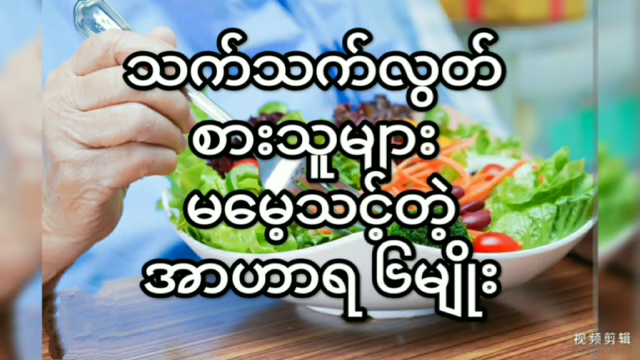 သက်သက်လွတ်
စားသူများ
မမေ့သင့်တဲ့
အာဟာရ ၆မျိုး
视频剪辑